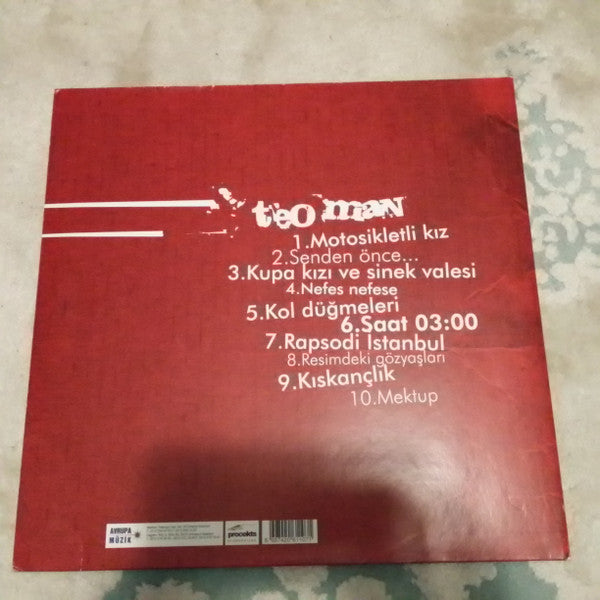 teoman
1.Motosikletli kız
2.Senden önce...
3.Kupa kızı ve sinek valesi
4.Nefes nefese
5.Kol düğmeleri
6.Saat 03:00
7.Rapsodi İstanbul
8.Resimdeki gözyaşları
9.Kıskançlık
10.Mektup
AVRUPA
MÜZİK
procekts